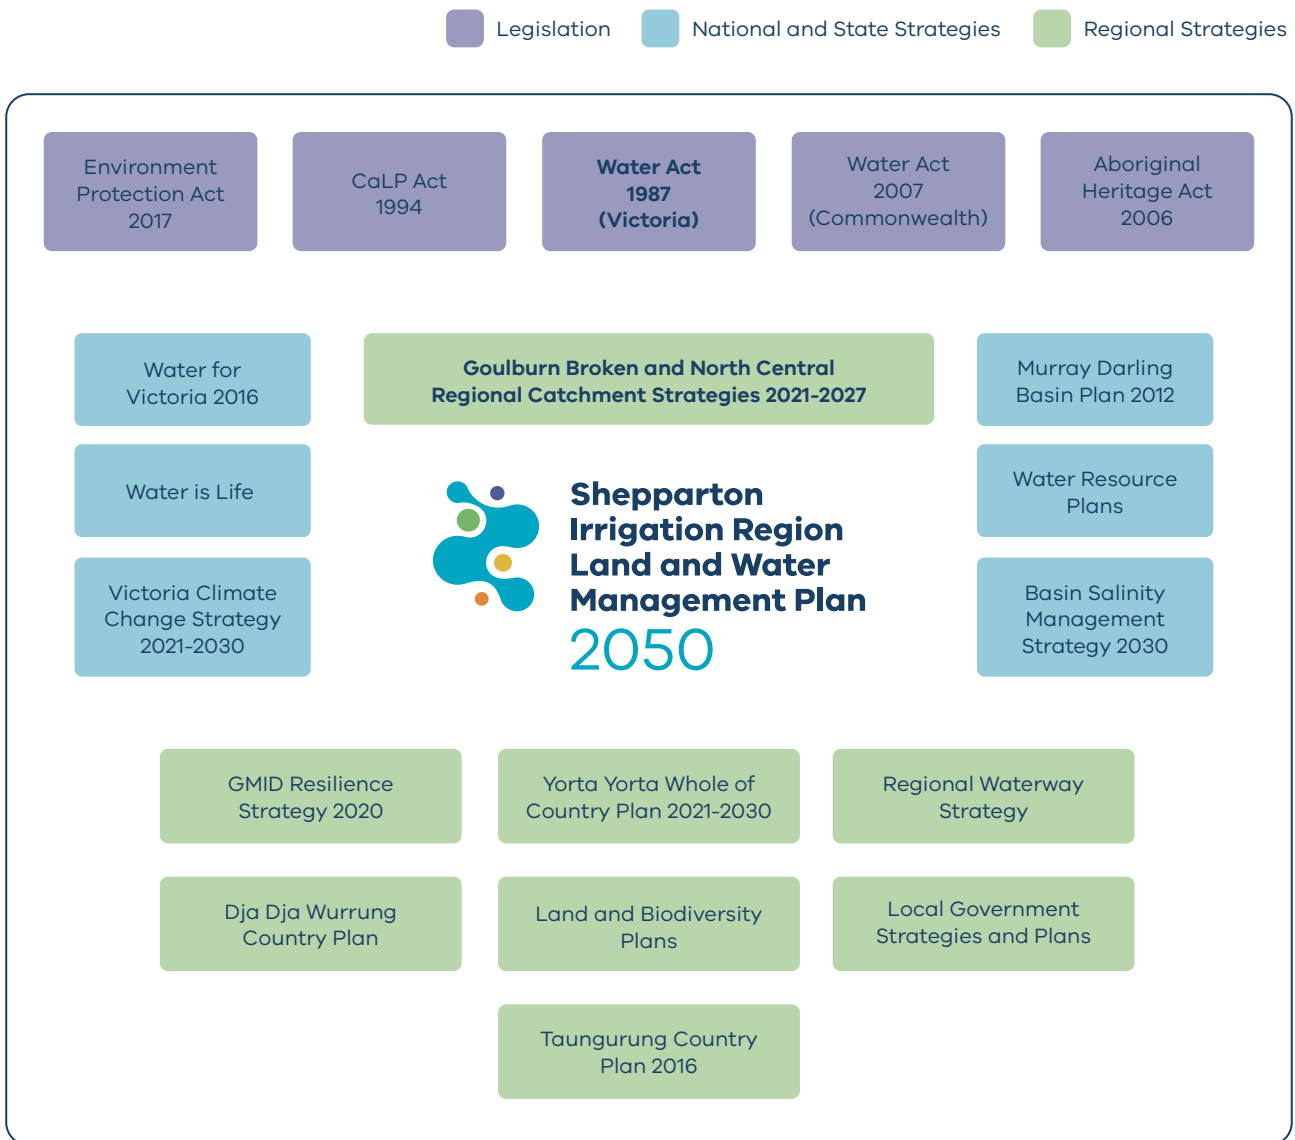 Legislation
National and State Strategies
Regional Strategies
Environment
Protection Act
2017
CaLP Act
1994
Water Act
1987
(Victoria)
Water Act
2007
(Commonwealth)
Aboriginal
Heritage Act
2006
Water for
Victoria 2016
Goulburn Broken and North Central
Regional Catchment Strategies 2021-2027
Murray Darling
Basin Plan 2012
Water is Life
Water Resource
Plans
Victoria Climate
Change Strategy
2021-2030
Shepparton
Irrigation Region
Land and Water
Management Plan
2050
Basin Salinity
Management
Strategy 2030
GMID Resilience
Strategy 2020
Yorta Yorta Whole of
Country Plan 2021-2030
Regional Waterway
Strategy
Dja Dja Wurrung
Country Plan
Land and Biodiversity
Plans
Local Government
Strategies and Plans
Taungurung Country
Plan 2016